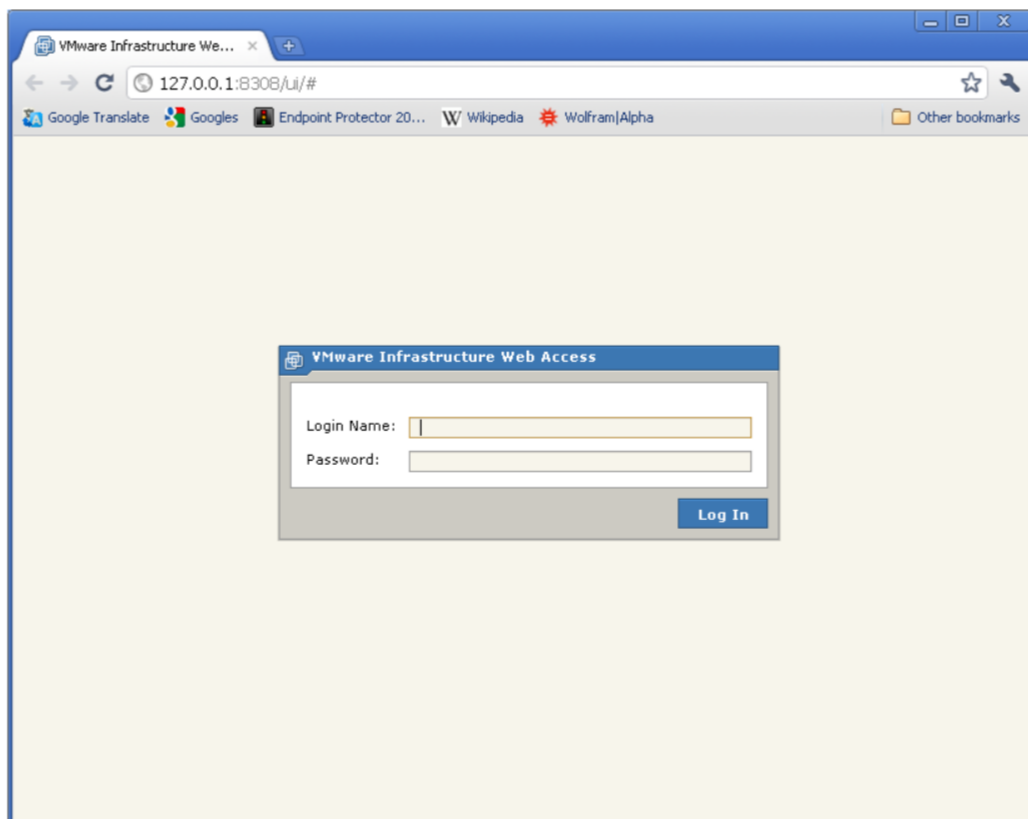 VMware Infrastructure We...
127.0.0.1:8308/ui/#
Google Translate Googles Endpoint Protector 20... W Wikipedia Wolfram|Alpha Other bookmarks
VMware Infrastructure Web Access
Login Name:
Password:
Log In